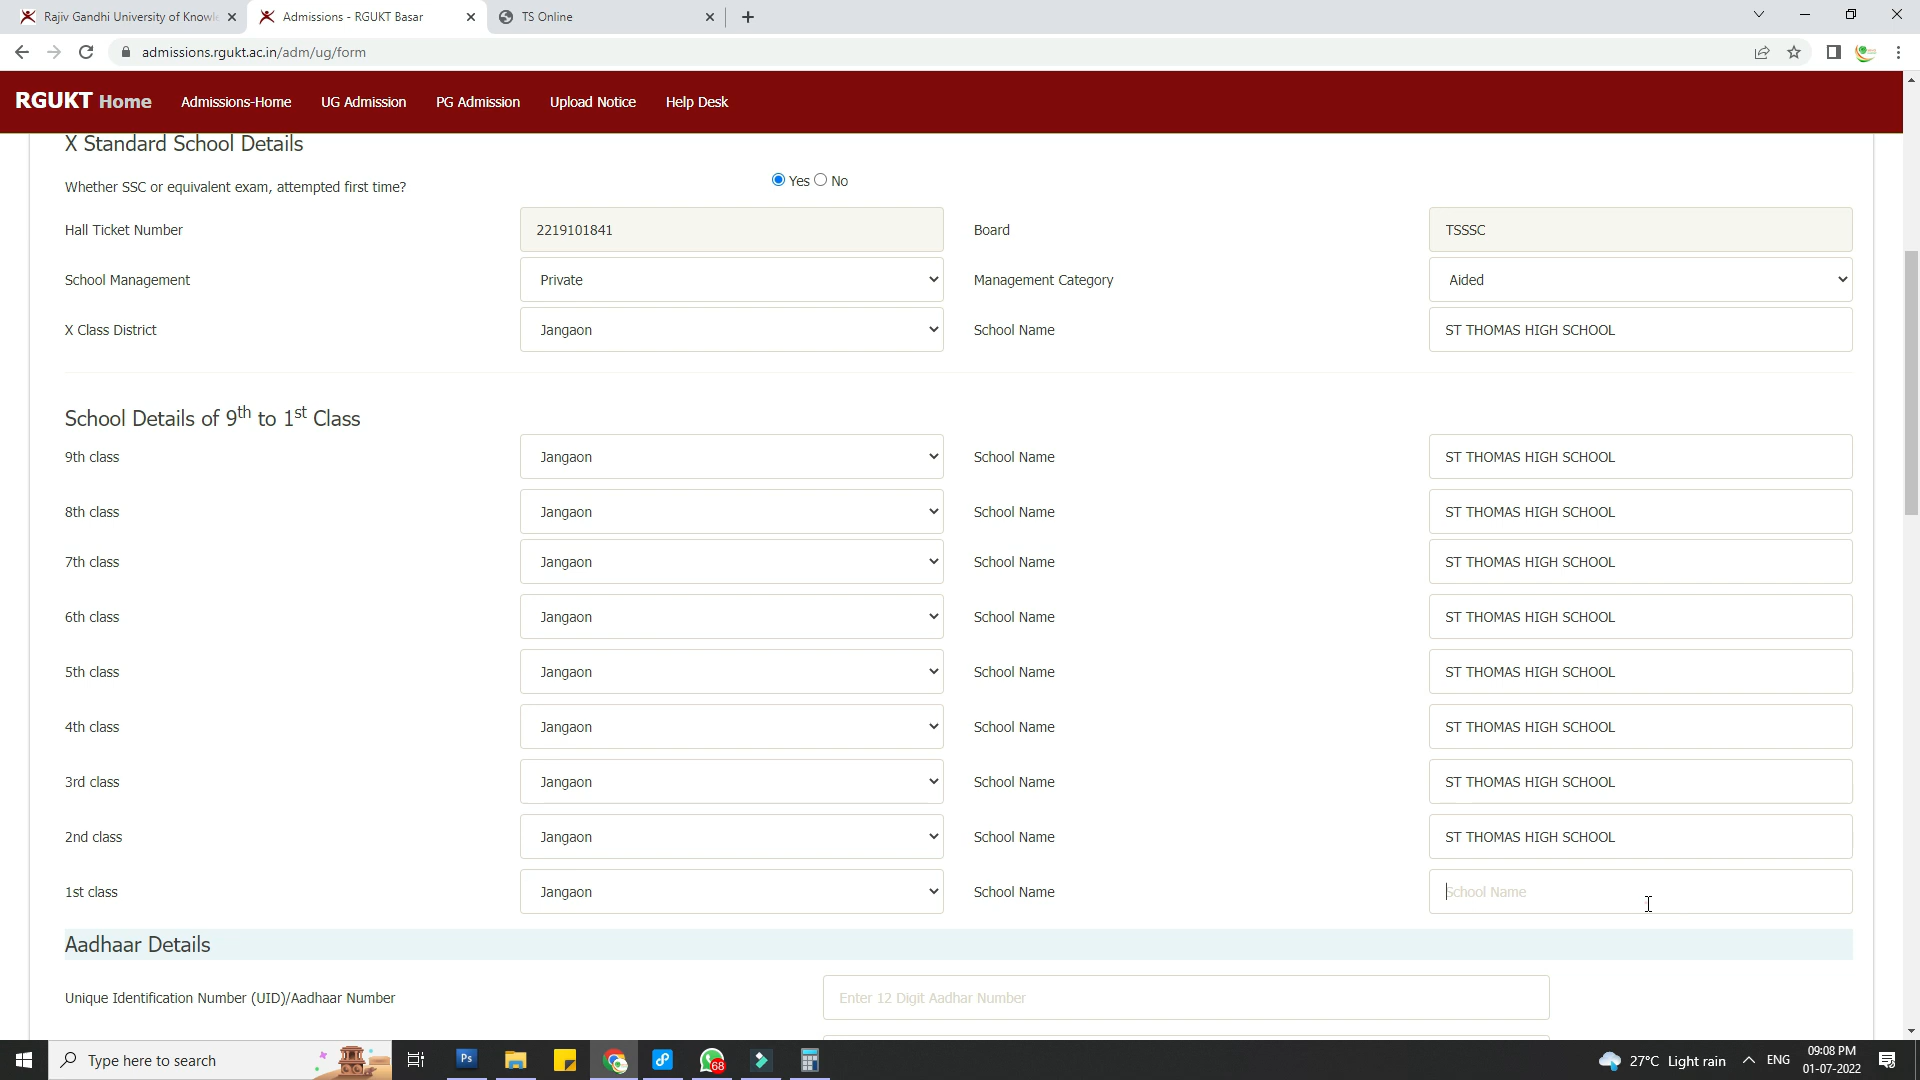 Rajiv Gandhi University of Knowl
Admissions - RGUKT Basar
TS Online
admissions.rgukt.ac.in/adm/ug/form
RGUKT Home
Admissions-Home
UG Admission
PG Admission
Upload Notice
Help Desk
X Standard School Details
Whether SSC or equivalent exam, attempted first time?
Yes No
Hall Ticket Number
2219101841
Board
TSSSC
School Management
Private
Management Category
Aided
X Class District
Jangaon
School Name
ST THOMAS HIGH SCHOOL
School Details of 9th to 1st Class
9th class
Jangaon
School Name
ST THOMAS HIGH SCHOOL
8th class
Jangaon
School Name
ST THOMAS HIGH SCHOOL
7th class
Jangaon
School Name
ST THOMAS HIGH SCHOOL
6th class
Jangaon
School Name
ST THOMAS HIGH SCHOOL
5th class
Jangaon
School Name
ST THOMAS HIGH SCHOOL
4th class
Jangaon
School Name
ST THOMAS HIGH SCHOOL
3rd class
Jangaon
School Name
ST THOMAS HIGH SCHOOL
2nd class
Jangaon
School Name
ST THOMAS HIGH SCHOOL
1st class
Jangaon
School Name
School Name
Aadhaar Details
Unique Identification Number (UID)/Aadhaar Number
Enter 12 Digit Aadhar Number
Type here to search
Ps
68
27°C Light rain
ENG
09:08 PM
01-07-2022